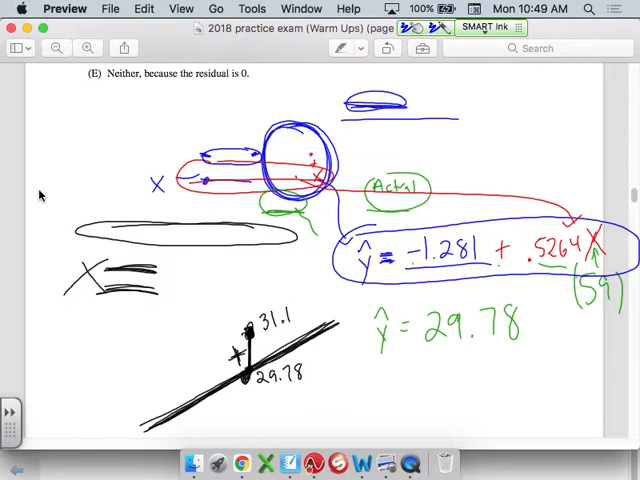 Preview File Edit View Go Tools Window Help 100% Mon 10:49 AM
2018 practice exam (Warm Ups) (page
SMART Ink
Search
(E) Neither, because the residual is 0.
X
Actual
ŷ = -1.281 + .5264X
(59)
X
31.1
ŷ = 29.78
+
29.78